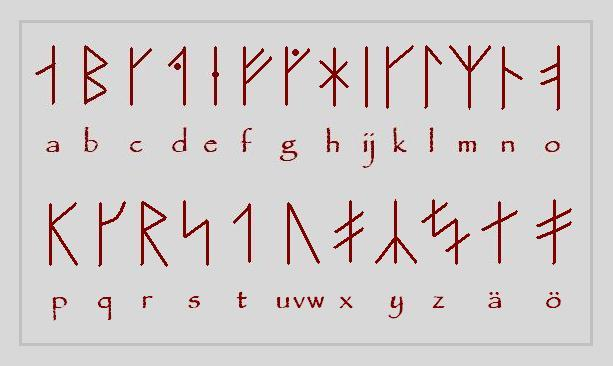 ᛆ ᛒ ᚴ ᛑ ᛂ ᚠ ᚵ ᚼ ᛁ ᚴ ᛚ ᛘ ᚿ ᚮ
a b c d e f g h ij k l m n o
ᛕ ᚱ ᛋ ᛐ ᚢ ᚯ ᛦ ᚯ
p q r s t uvw x y z ä ö